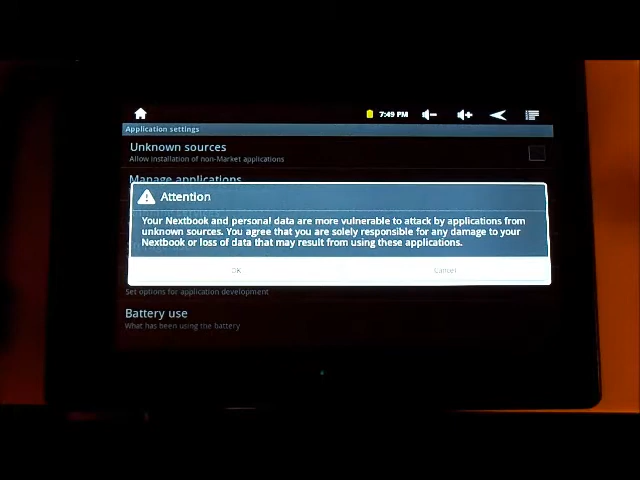 7:49 PM
Application settings
Unknown sources
Allow installation of non-Market applications
Manage applications
Attention
Your Nextbook and personal data are more vulnerable to attack by applications from
unknown sources. You agree that you are solely responsible for any damage to your
Nextbook or loss of data that may result from using these applications.
OK
Cancel
Set options for application development
Battery use
What has been using the battery